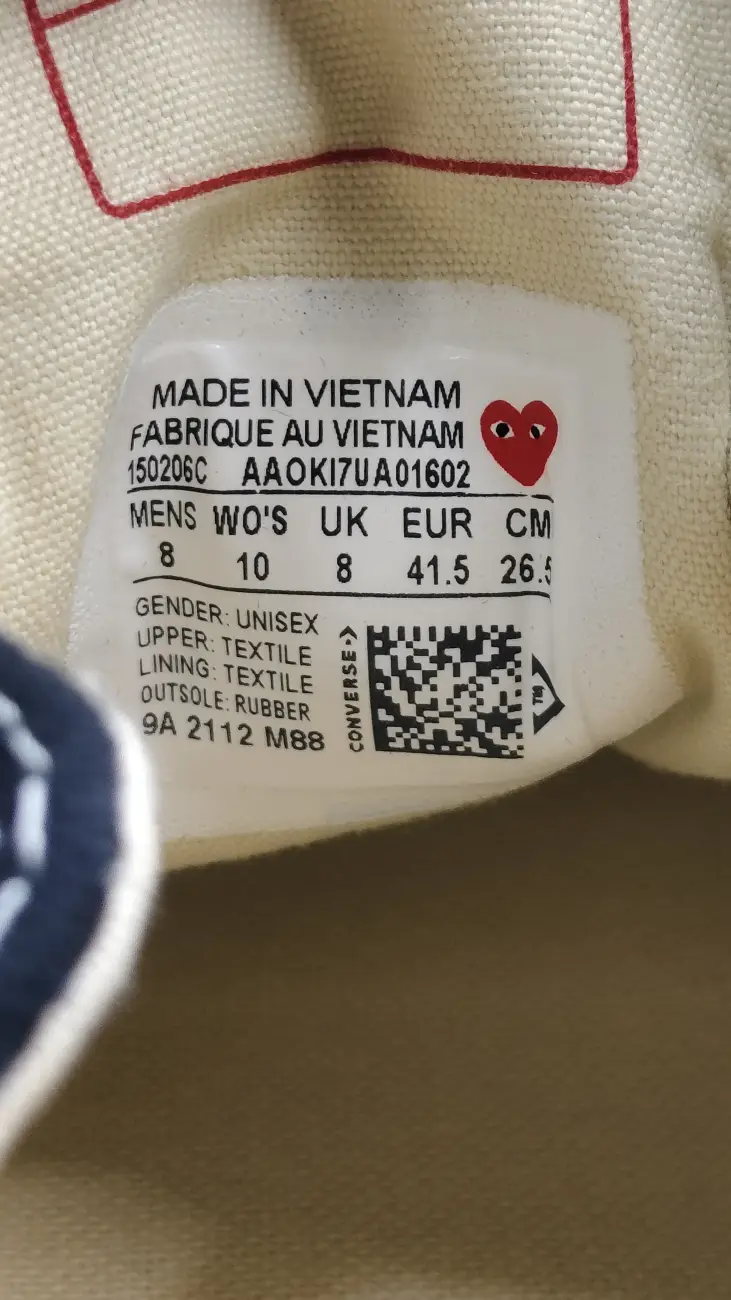 MADE IN VIETNAM
FABRIQUE AU VIETNAM
150206C AAOKI7UA01602
MENS WO'S UK EUR CM
8 10 8 41.5 26.5
GENDER: UNISEX
UPPER: TEXTILE
LINING: TEXTILE
OUTSOLE: RUBBER
9A 2112 M88
CONVERSE
TM